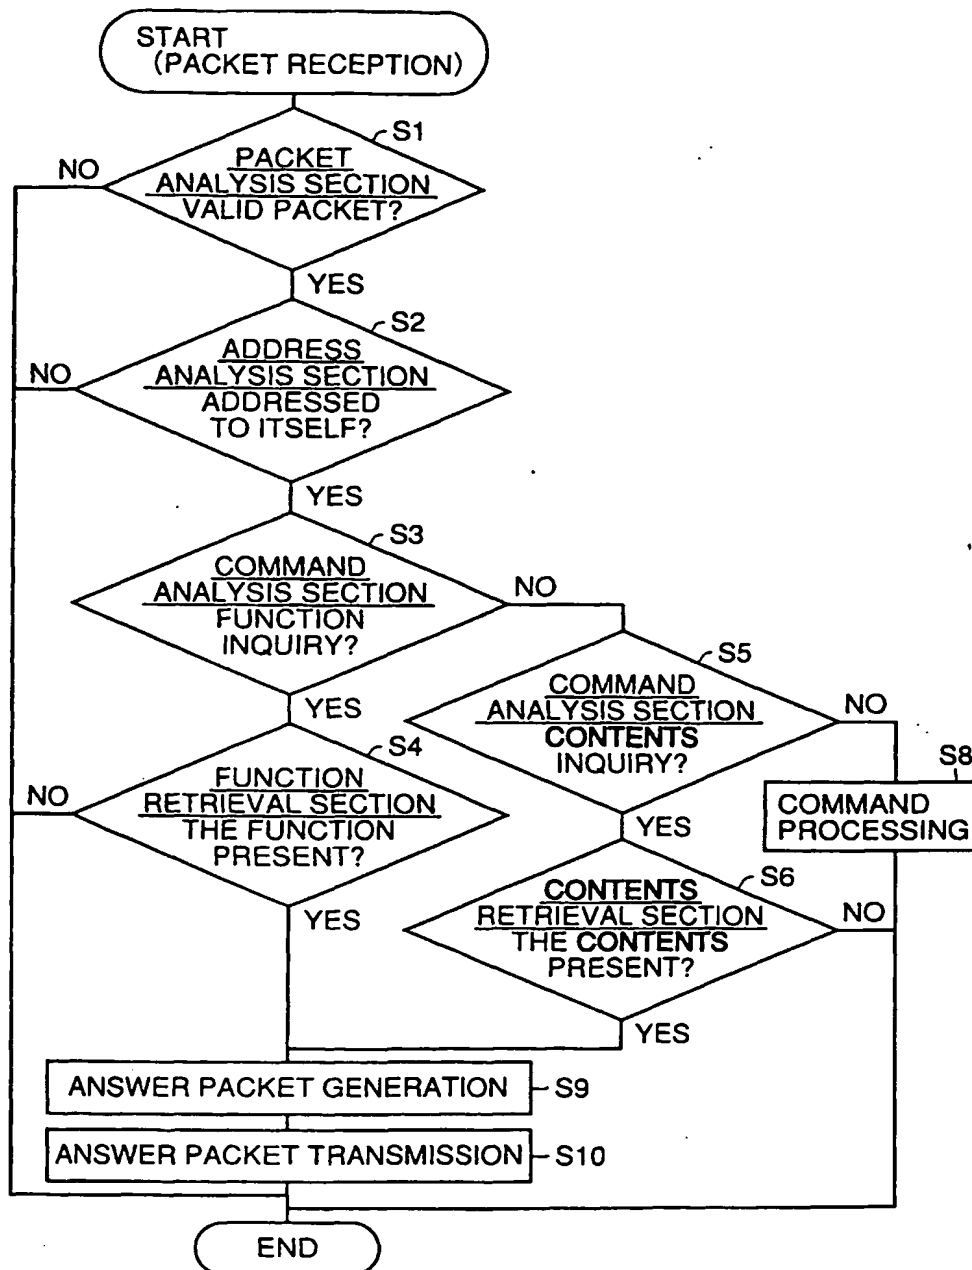 START
(PACKET RECEPTION)
S1
NO
PACKET
ANALYSIS SECTION
VALID PACKET?
YES
S2
NO
ADDRESS
ANALYSIS SECTION
ADDRESSED
TO ITSELF?
YES
S3
COMMAND
ANALYSIS SECTION
FUNCTION
INQUIRY?
NO
YES
S5
COMMAND
ANALYSIS SECTION
CONTENTS
INQUIRY?
NO
YES
S4
NO
FUNCTION
RETRIEVAL SECTION
THE FUNCTION
PRESENT?
YES
S8
COMMAND
PROCESSING
S6
CONTENTS
RETRIEVAL SECTION
THE CONTENTS
PRESENT?
NO
YES
ANSWER PACKET GENERATION
S9
ANSWER PACKET TRANSMISSION
S10
END